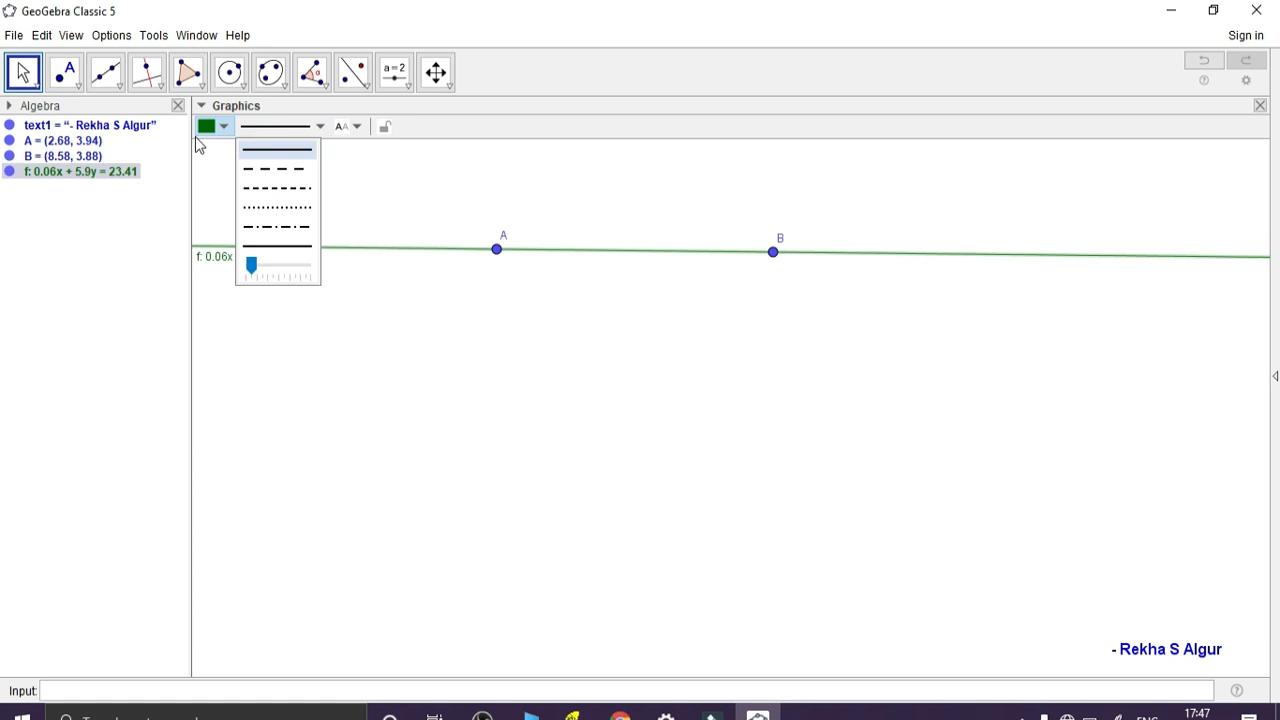 GeoGebra Classic 5
File Edit View Options Tools Window Help
Sign in
A
a=2
Algebra
Graphics
AA
text1 = “- Rekha S Algur”
A = (2.68, 3.94)
B = (8.58, 3.88)
f: 0.06x + 5.9y = 23.41
A
B
f: 0.06x
- Rekha S Algur
Input:
17:47